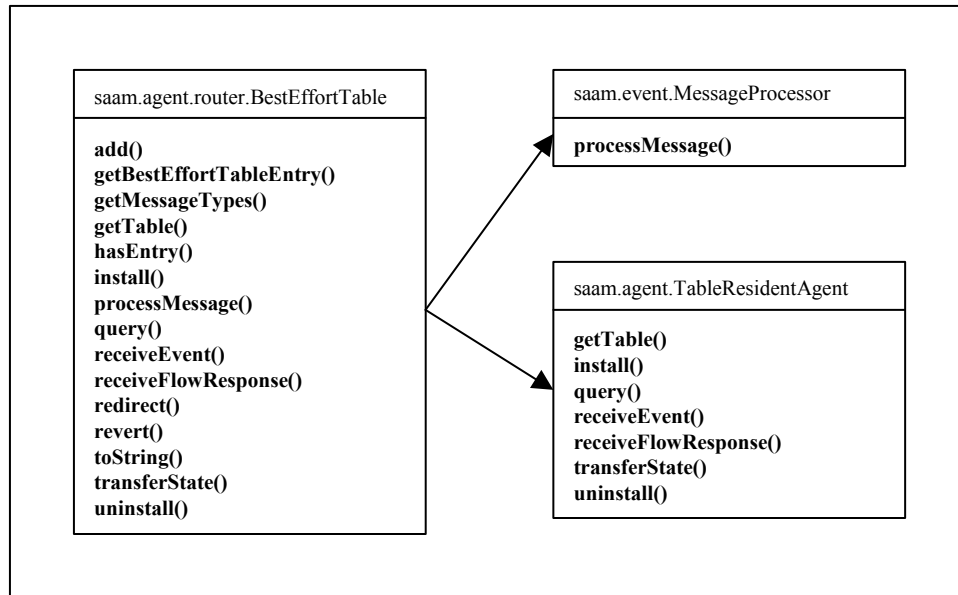 saam.agent.router.BestEffortTable
add()
getBestEffortTableEntry()
getMessageTypes()
getTable()
hasEntry()
install()
processMessage()
query()
receiveEvent()
receiveFlowResponse()
redirect()
revert()
toString()
transferState()
uninstall()
saam.event.MessageProcessor
processMessage()
saam.agent.TableResidentAgent
getTable()
install()
query()
receiveEvent()
receiveFlowResponse()
transferState()
uninstall()